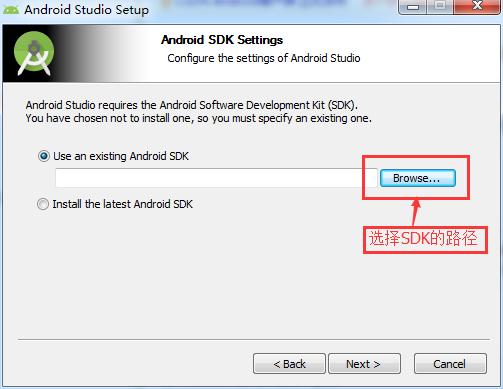 Android Studio Setup
Android SDK Settings
Configure the settings of Android Studio
Android Studio requires the Android Software Development Kit (SDK).
You have chosen not to install one, so you must specify an existing one.
Use an existing Android SDK
Browse...
Install the latest Android SDK
选择SDK的路径
< Back
Next >
Cancel